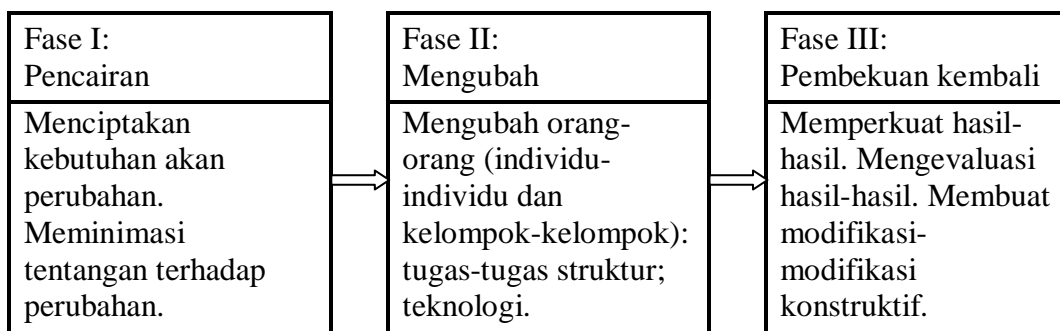 Fase I:
Pencairan
Menciptakan
kebutuhan akan
perubahan.
Meminimasi
tentangan terhadap
perubahan.
Fase II:
Mengubah
Mengubah orang-
orang (individu-
individu dan
kelompok-kelompok):
tugas-tugas struktur;
teknologi.
Fase III:
Pembekuan kembali
Memperkuat hasil-
hasil. Mengevaluasi
hasil-hasil. Membuat
modifikasi-
modifikasi
konstruktif.